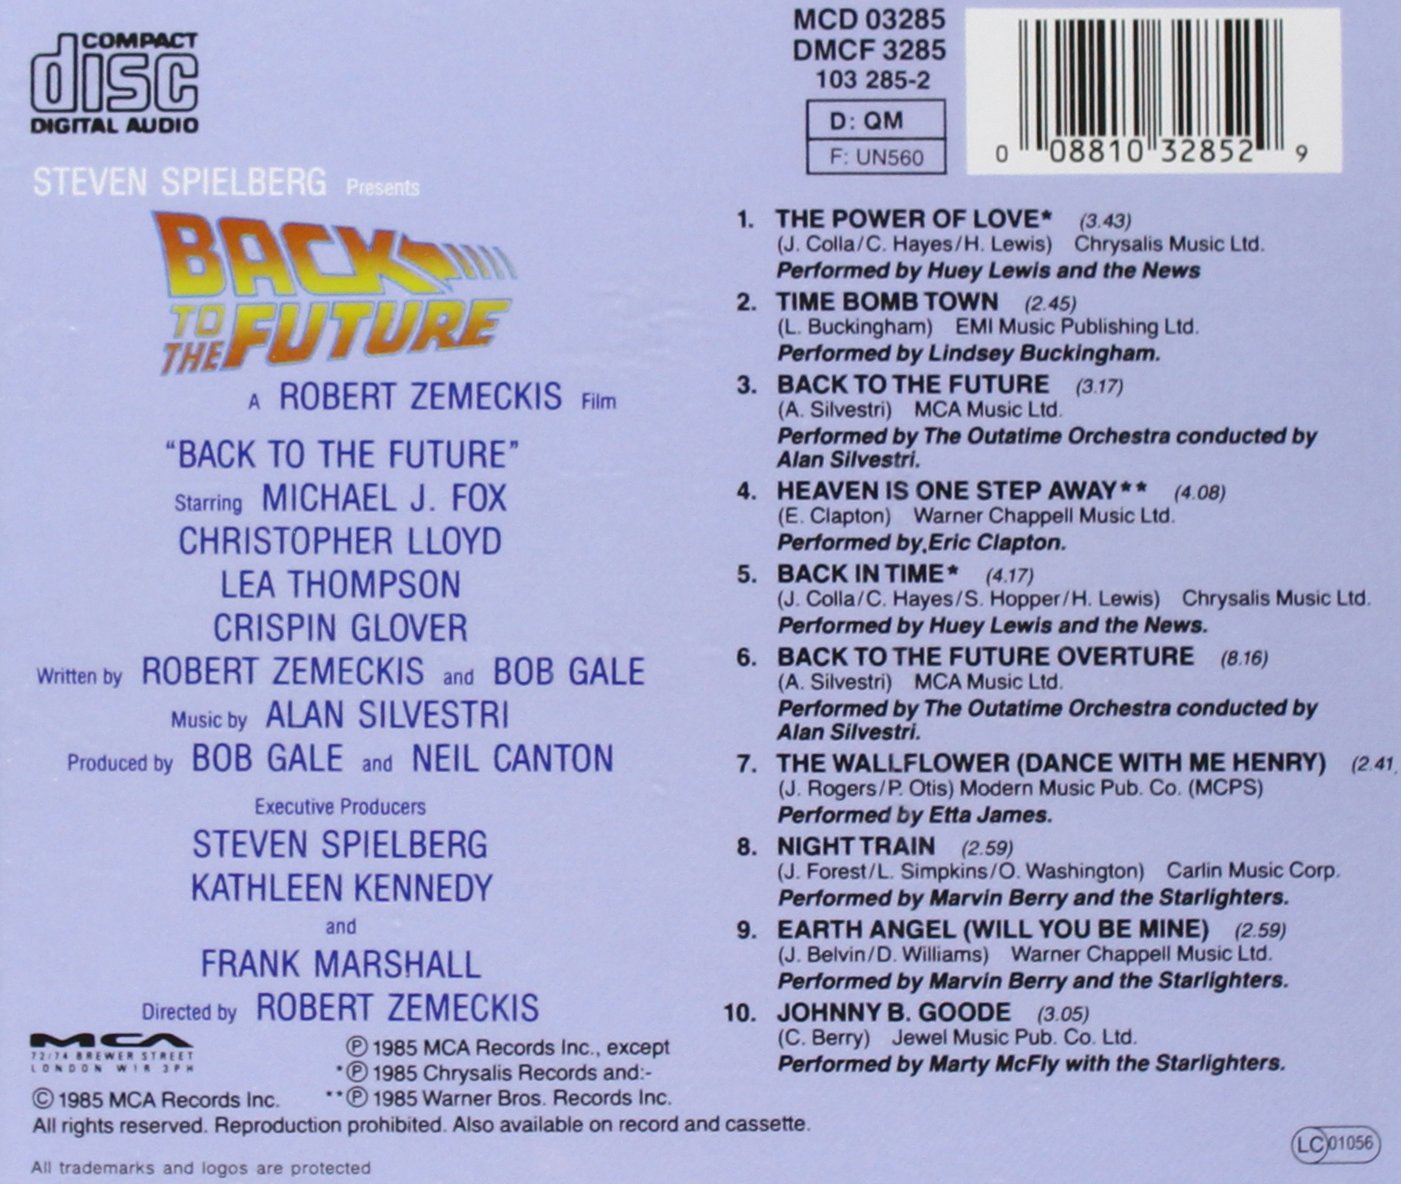 COMPACT
disc
DIGITAL AUDIO
STEVEN SPIELBERG Presents
BACK
TO
THE FUTURE
A ROBERT ZEMECKIS Film
“BACK TO THE FUTURE”
Starring MICHAEL J. FOX
CHRISTOPHER LLOYD
LEA THOMPSON
CRISPIN GLOVER
Written by ROBERT ZEMECKIS and BOB GALE
Music by ALAN SILVESTRI
Produced by BOB GALE and NEIL CANTON
Executive Producers
STEVEN SPIELBERG
KATHLEEN KENNEDY
and
FRANK MARSHALL
Directed by ROBERT ZEMECKIS
MCA
72/74 BREWER STREET
LONDON W1R 3PH
Ⓟ 1985 MCA Records Inc., except
*Ⓟ 1985 Chrysalis Records and:-
© 1985 MCA Records Inc. **Ⓟ 1985 Warner Bros. Records Inc.
All rights reserved. Reproduction prohibited. Also available on record and cassette.
All trademarks and logos are protected
MCD 03285
DMCF 3285
103 285-2
D: QM
F: UN560
0 08810 32852 9
1. THE POWER OF LOVE* (3.43)
(J. Colla/C. Hayes/H. Lewis) Chrysalis Music Ltd.
Performed by Huey Lewis and the News
2. TIME BOMB TOWN (2.45)
(L. Buckingham) EMI Music Publishing Ltd.
Performed by Lindsey Buckingham.
3. BACK TO THE FUTURE (3.17)
(A. Silvestri) MCA Music Ltd.
Performed by The Outatime Orchestra conducted by
Alan Silvestri.
4. HEAVEN IS ONE STEP AWAY** (4.08)
(E. Clapton) Warner Chappell Music Ltd.
Performed by Eric Clapton.
5. BACK IN TIME* (4.17)
(J. Colla/C. Hayes/S. Hopper/H. Lewis) Chrysalis Music Ltd.
Performed by Huey Lewis and the News.
6. BACK TO THE FUTURE OVERTURE (8.16)
(A. Silvestri) MCA Music Ltd.
Performed by The Outatime Orchestra conducted by
Alan Silvestri.
7. THE WALLFLOWER (DANCE WITH ME HENRY) (2.41
(J. Rogers/P. Otis) Modern Music Pub. Co. (MCPS)
Performed by Etta James.
8. NIGHT TRAIN (2.59)
(J. Forest/L. Simpkins/O. Washington) Carlin Music Corp.
Performed by Marvin Berry and the Starlighters.
9. EARTH ANGEL (WILL YOU BE MINE) (2.59)
(J. Belvin/D. Williams) Warner Chappell Music Ltd.
Performed by Marvin Berry and the Starlighters.
10. JOHNNY B. GOODE (3.05)
(C. Berry) Jewel Music Pub. Co. Ltd.
Performed by Marty McFly with the Starlighters.
LC 01056